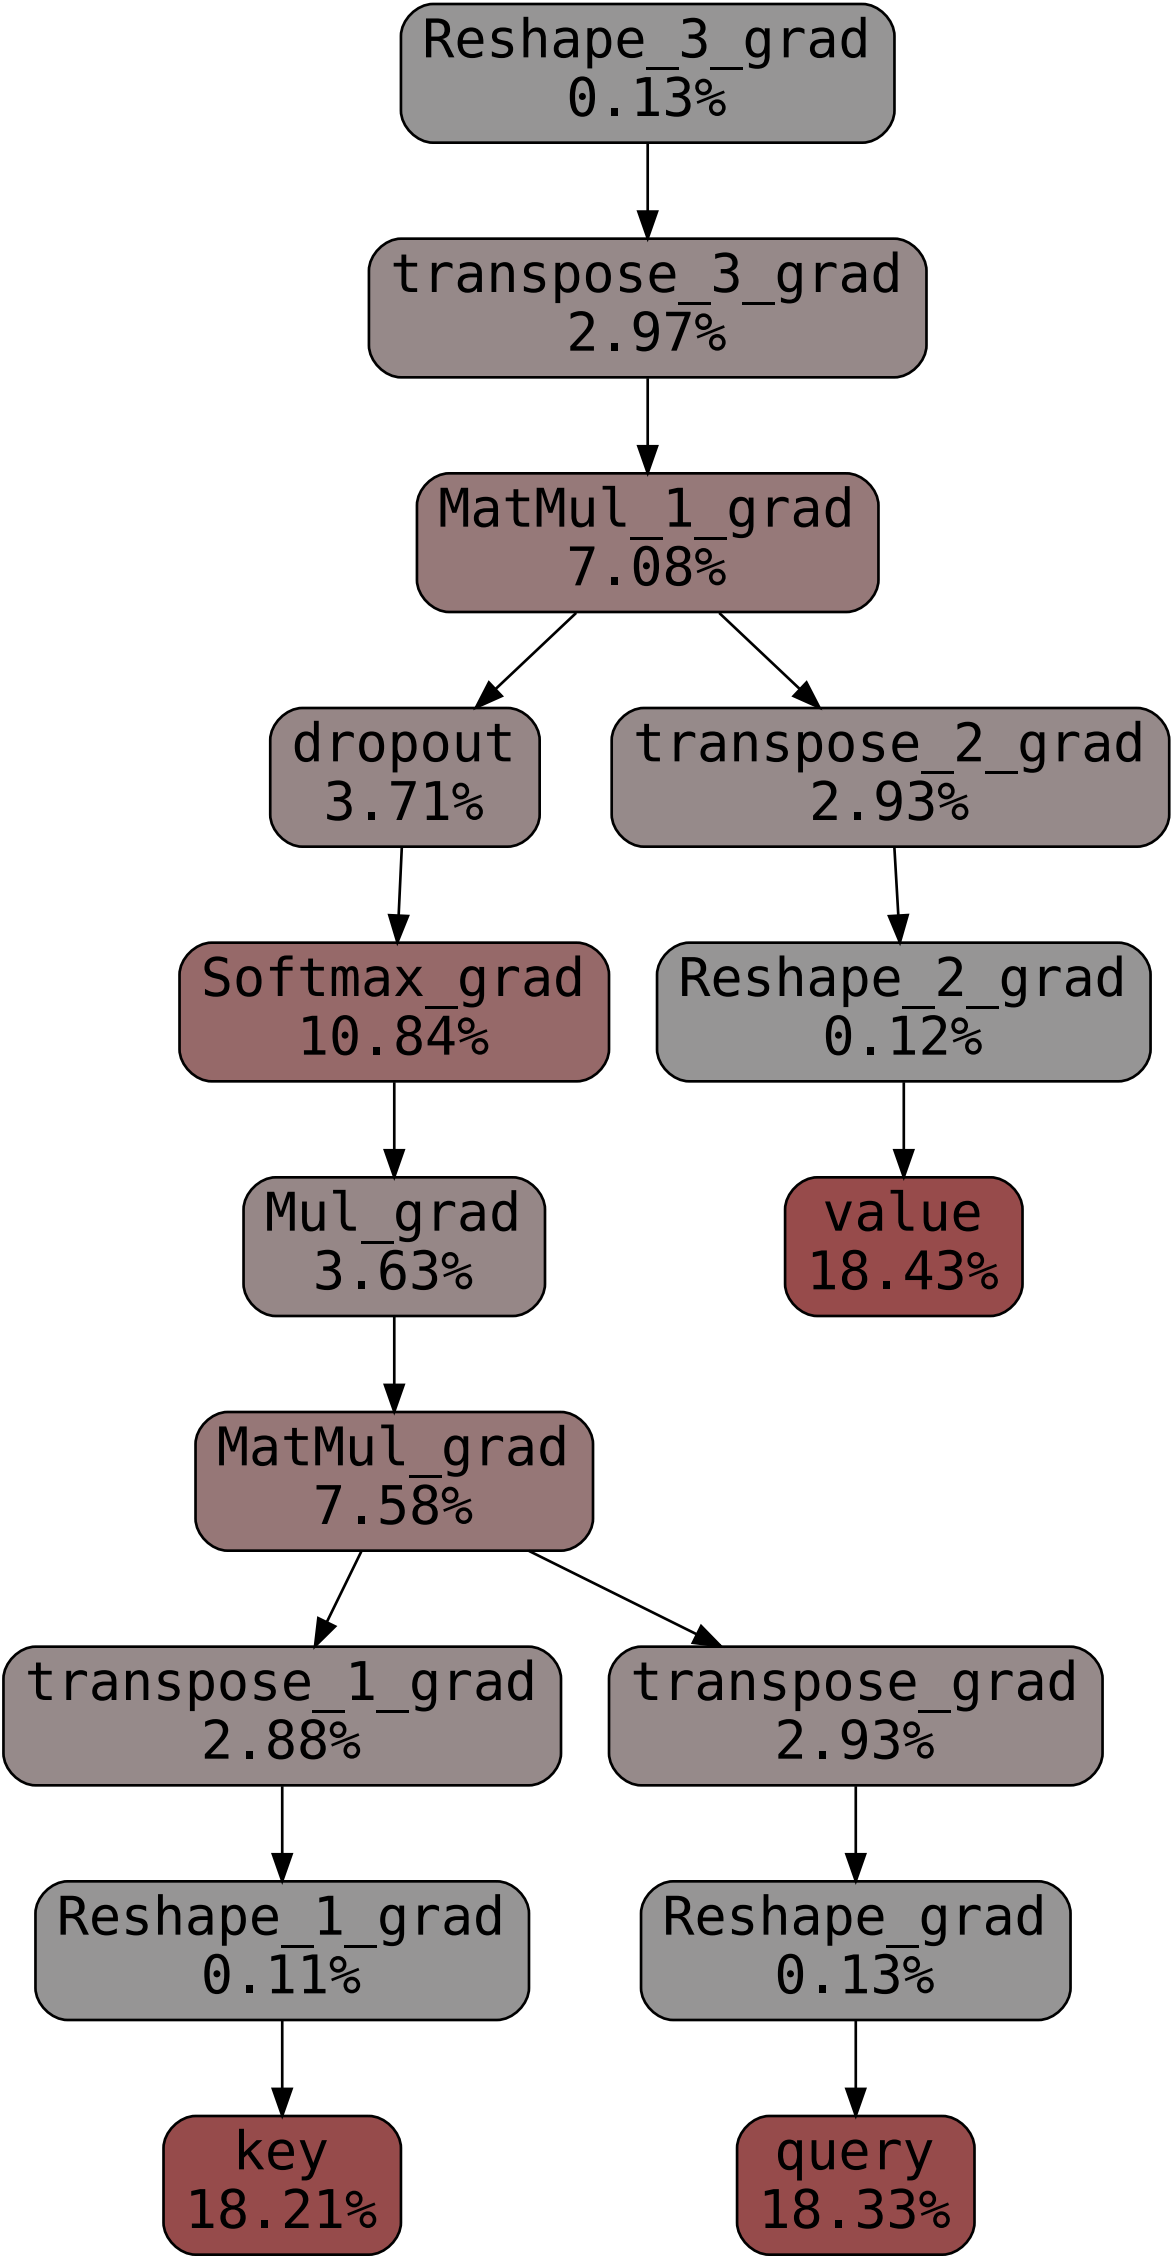 Reshape_3_grad
0.13%
transpose_3_grad
2.97%
MatMul_1_grad
7.08%
dropout
3.71%
transpose_2_grad
2.93%
Softmax_grad
10.84%
Reshape_2_grad
0.12%
Mul_grad
3.63%
value
18.43%
MatMul_grad
7.58%
transpose_1_grad
2.88%
transpose_grad
2.93%
Reshape_1_grad
0.11%
Reshape_grad
0.13%
key
18.21%
query
18.33%